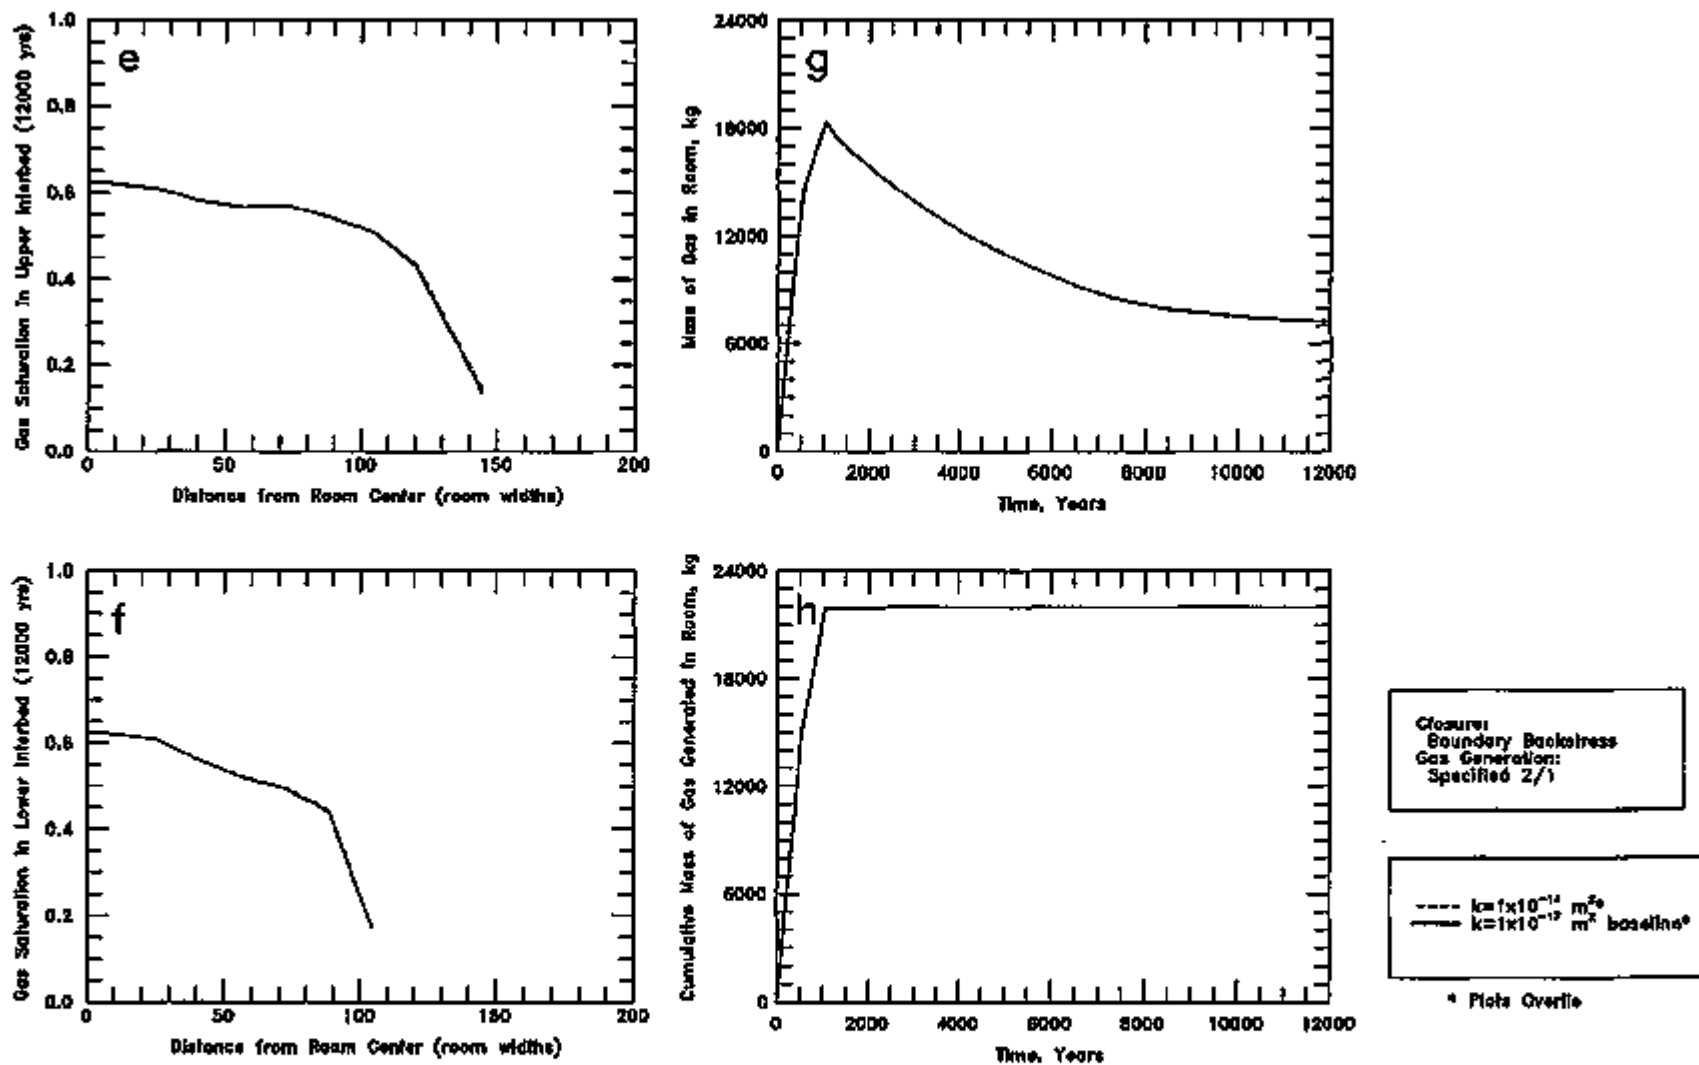 e
Gas Saturation in Upper Interbed (12000 yrs)
1.0
0.8
0.6
0.4
0.2
0.0
0 50 100 150 200
Distance from Room Center (room widths)
g
Mass of Gas in Room, kg
24000
18000
12000
6000
0
0 2000 4000 6000 8000 10000 12000
Time, Years
f
Gas Saturation in Lower Interbed (12000 yrs)
1.0
0.8
0.6
0.4
0.2
0.0
0 50 100 150 200
Distance from Room Center (room widths)
h
Cumulative Mass of Gas Generated in Room, kg
24000
18000
12000
6000
0
0 2000 4000 6000 8000 10000 12000
Time, Years
Closure:
Boundary Backstress
Gas Generation:
Specified 2/1
m²*
m² baseline*
* Plots Overlie